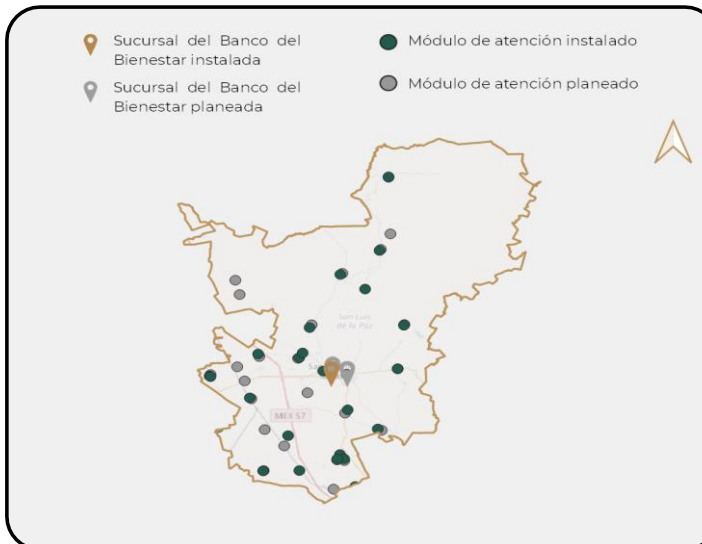 Sucursal del Banco del
Bienestar instalada
Sucursal del Banco del
Bienestar planeada
Módulo de atención instalado
Módulo de atención planeado
San Luis
de la Paz
San
MEX 57